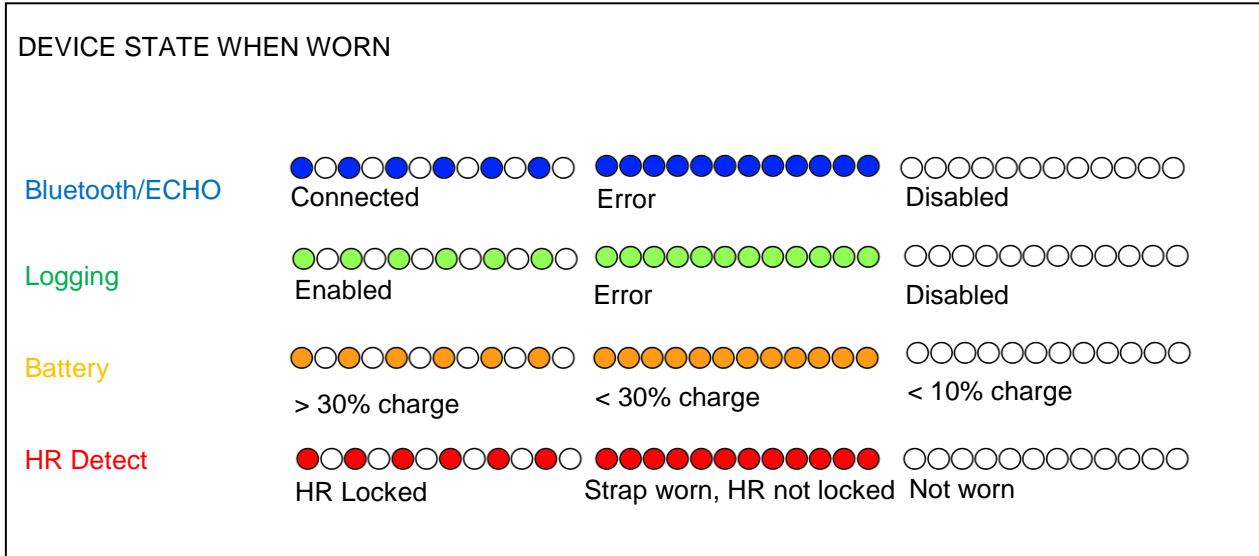 DEVICE STATE WHEN WORN
Bluetooth/ECHO
Connected
Error
Disabled
Logging
Enabled
Error
Disabled
Battery
> 30% charge
< 30% charge
< 10% charge
HR Detect
HR Locked
Strap worn, HR not locked
Not worn